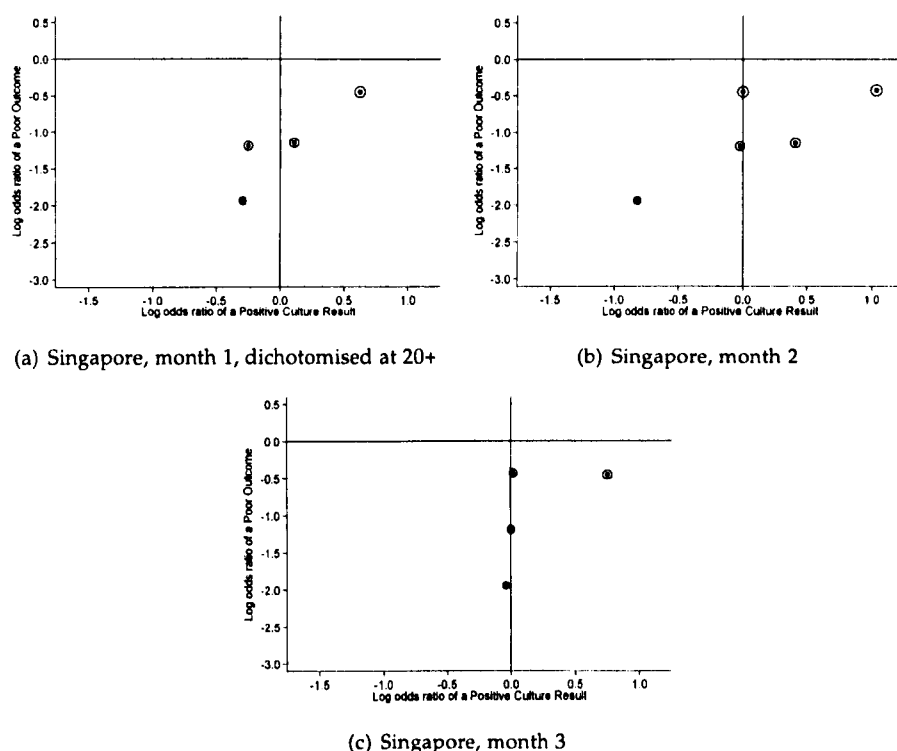 0.5
0.0
-0.5
-1.0
-1.5
-2.0
-2.5
-3.0
Log odds ratio of a Poor Outcome
-1.5 -1.0 -0.5 0.0 0.5 1.0
Log odds ratio of a Positive Culture Result
(a) Singapore, month 1, dichotomised at 20+
0.5
0.0
-0.5
-1.0
-1.5
-2.0
-2.5
-3.0
Log odds ratio of a Poor Outcome
-1.5 -1.0 -0.5 0.0 0.5 1.0
Log odds ratio of a Positive Culture Result
(b) Singapore, month 2
0.5
0.0
-0.5
-1.0
-1.5
-2.0
-2.5
-3.0
Log odds ratio of a Poor Outcome
-1.5 -1.0 -0.5 0.0 0.5 1.0
Log odds ratio of a Positive Culture Result
(c) Singapore, month 3